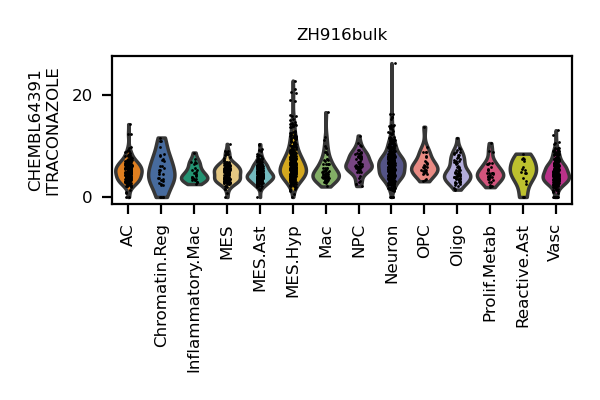 ZH916bulk
CHEMBL64391
ITRACONAZOLE
20
0
AC
Chromatin.Reg
Inflammatory.Mac
MES
MES.Ast
MES.Hyp
Mac
NPC
Neuron
OPC
Oligo
Prolif.Metab
Reactive.Ast
Vasc